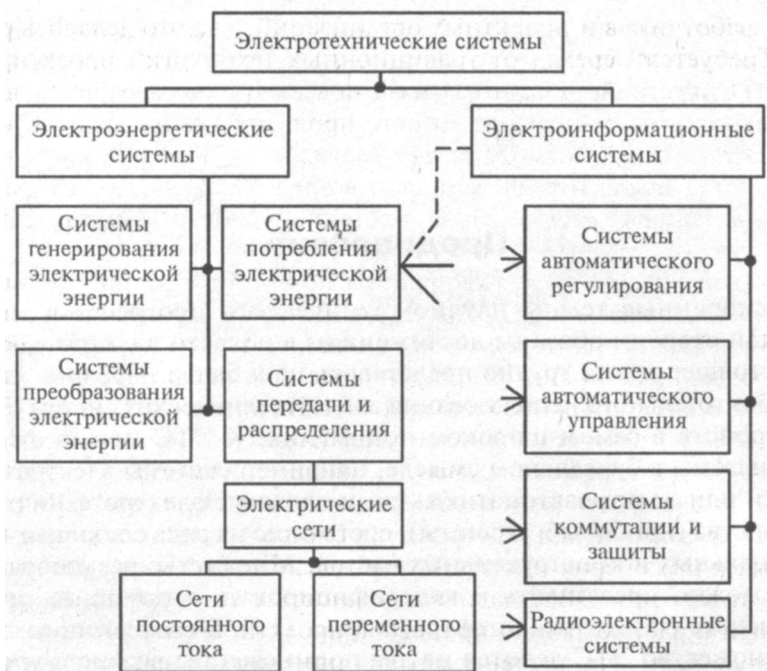 Электротехнические системы
Электроэнергетические
системы
Электроинформационные
системы
Системы
генерирования
электрической
энергии
Системы
потребления
электрической
энергии
Системы
автоматического
регулирования
Системы
преобразования
электрической
энергии
Системы
передачи и
распределения
Системы
автоматического
управления
Электрические
сети
Системы
коммутации и
защиты
Сети
постоянного
тока
Сети
переменного
тока
Радиоэлектронные
системы